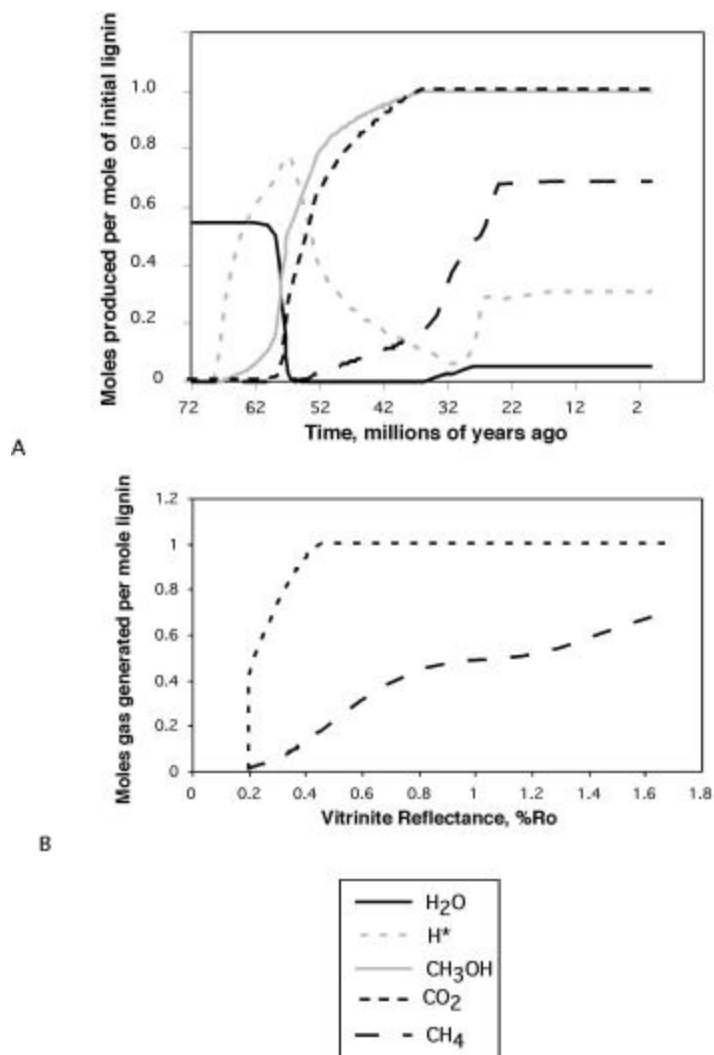 Moles produced per mole of initial lignin
1.0
0.8
0.6
0.4
0.2
0
72 62 52 42 32 22 12 2
Time, millions of years ago
A
Moles gas generated per mole lignin
1.2
1
0.8
0.6
0.4
0.2
0
0 0.2 0.4 0.6 0.8 1 1.2 1.4 1.6 1.8
Vitrinite Reflectance, %Ro
B
H2O
H*
CH3OH
CO2
CH4